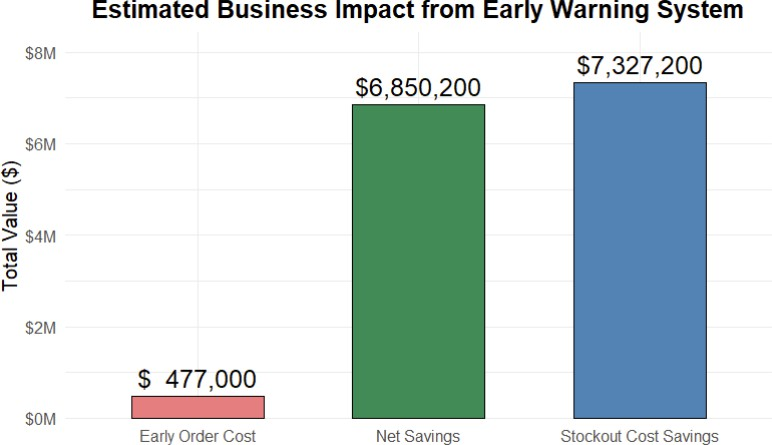 Estimated Business Impact from Early Warning System
Total Value ($)
$8M
$6M
$4M
$2M
$0M
$  477,000
$6,850,200
$7,327,200
Early Order Cost
Net Savings
Stockout Cost Savings